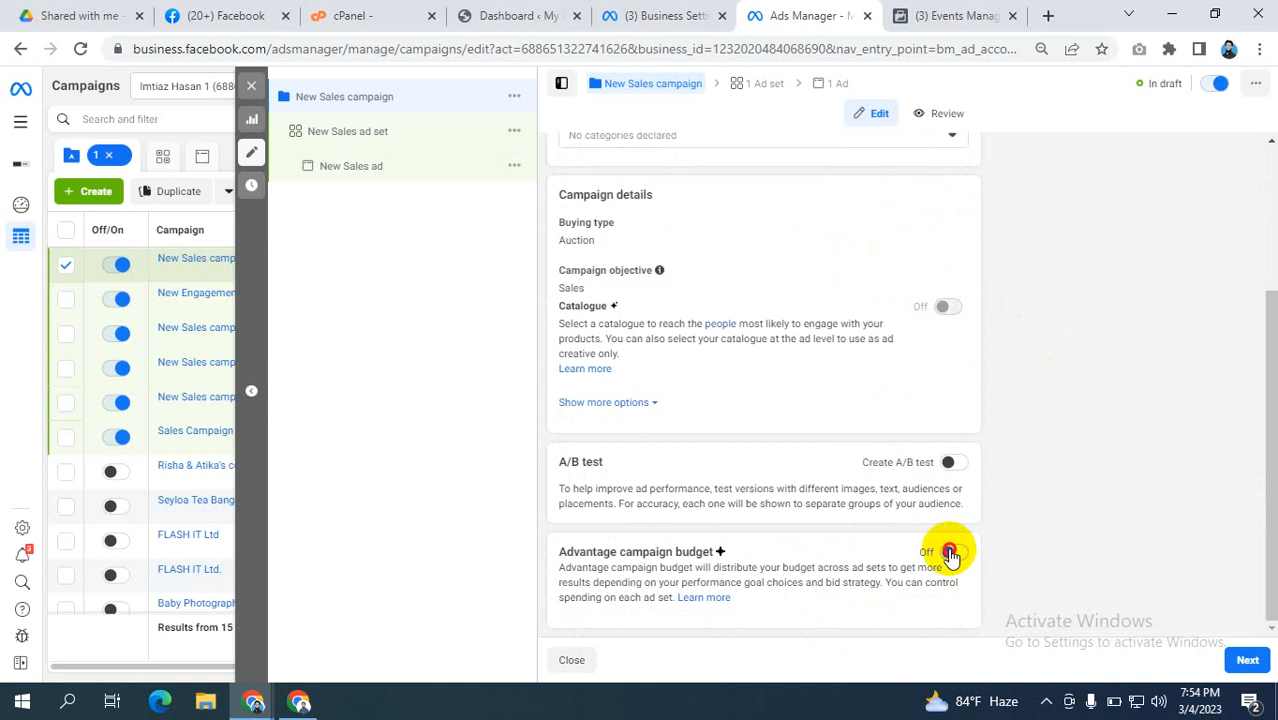 Shared with me -
(20+) Facebook
cPanel -
Dashboard ‹ My
(3) Business Setti
Ads Manager - M
(3) Events Manag
business.facebook.com/adsmanager/manage/campaigns/edit?act=688651322741626&business_id=1232020484068690&nav_entry_point=bm_ad_acco...
Campaigns
Imtiaz Hasan 1 (688
Search and filter
1
Create
Duplicate
Off/On
Campaign
New Sales camp
New Engagemen
New Sales camp
New Sales camp
New Sales camp
Sales Campaign
Risha & Atika's c
Seyloa Tea Bang
FLASH IT Ltd
FLASH IT Ltd.
Baby Photograph
Results from 15
New Sales campaign
New Sales ad set
New Sales ad
New Sales campaign
1 Ad set
1 Ad
In draft
Edit
Review
No categories declared
Campaign details
Buying type
Auction
Campaign objective
Sales
Catalogue
Off
Select a catalogue to reach the people most likely to engage with your
products. You can also select your catalogue at the ad level to use as ad
creative only.
Learn more
Show more options
A/B test
Create A/B test
To help improve ad performance, test versions with different images, text, audiences or
placements. For accuracy, each one will be shown to separate groups of your audience.
Advantage campaign budget
Off
Advantage campaign budget will distribute your budget across ad sets to get more
results depending on your performance goal choices and bid strategy. You can control
spending on each ad set. Learn more
Activate Windows
Go to Settings to activate Windows.
Close
Next
84°F Haze
7:54 PM
3/4/2023
2